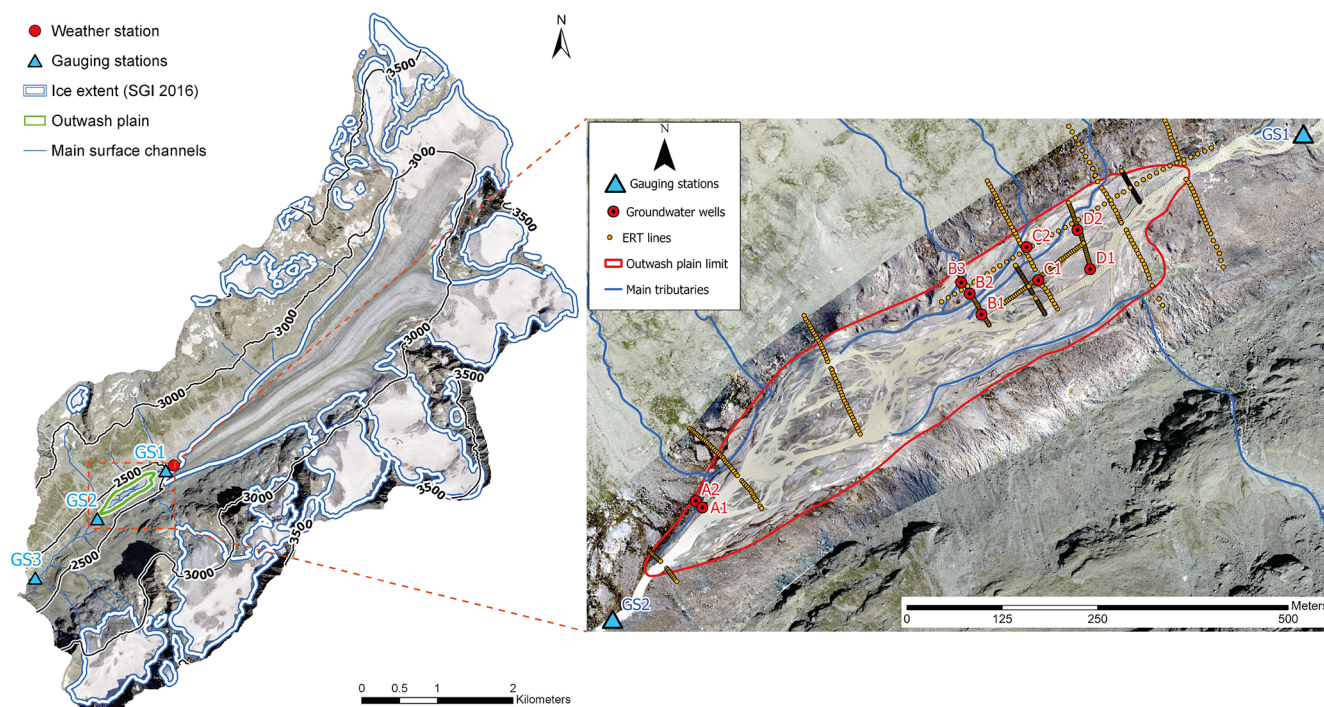 Weather station
Gauging stations
Ice extent (SGI 2016)
Outwash plain
Main surface channels
N
3500
3000
3500
3000
3000
3500
3000
3500
GS1
2500
GS2
3000
3500
3000
2500
GS3
0 0.5 1 2
Kilometers
N
Gauging stations
Groundwater wells
ERT lines
Outwash plain limit
Main tributaries
GS1
D2
C2
D1
C1
B3
B2
B1
A2
A1
GS2
Meters
0 125 250 500